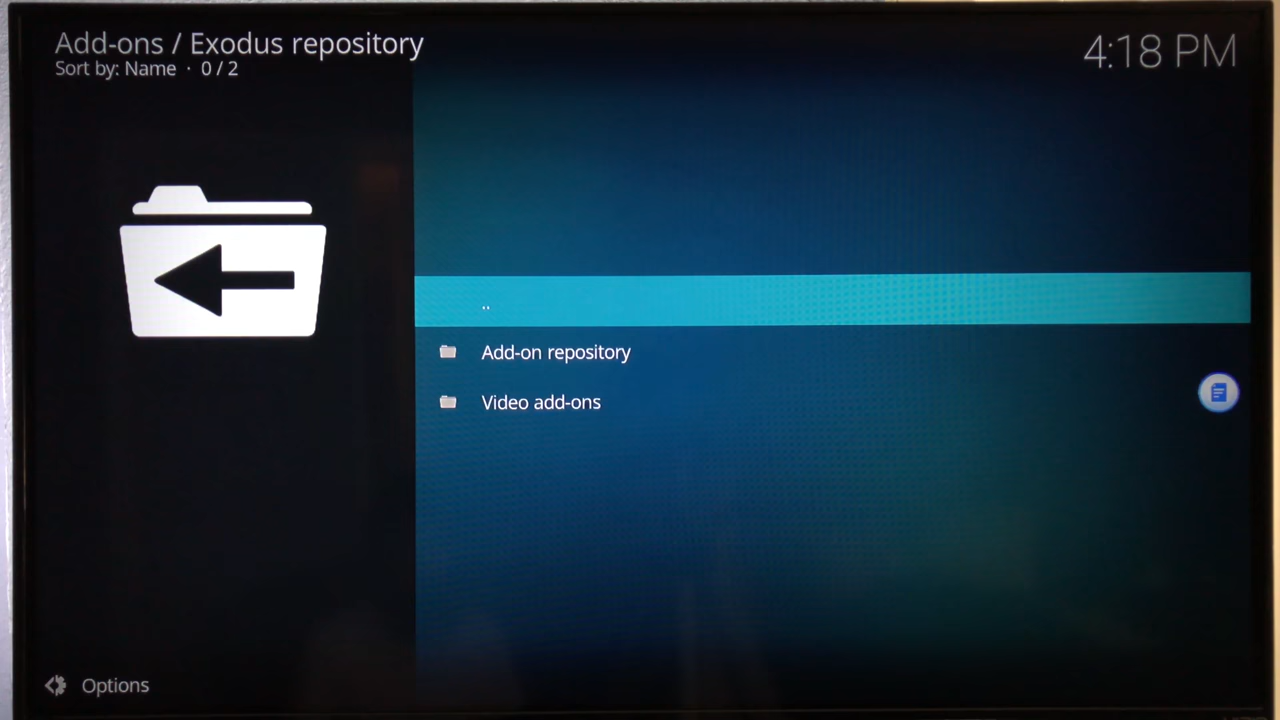 Add-ons / Exodus repository
Sort by: Name · 0 / 2
4:18 PM
..
Add-on repository
Video add-ons
Options